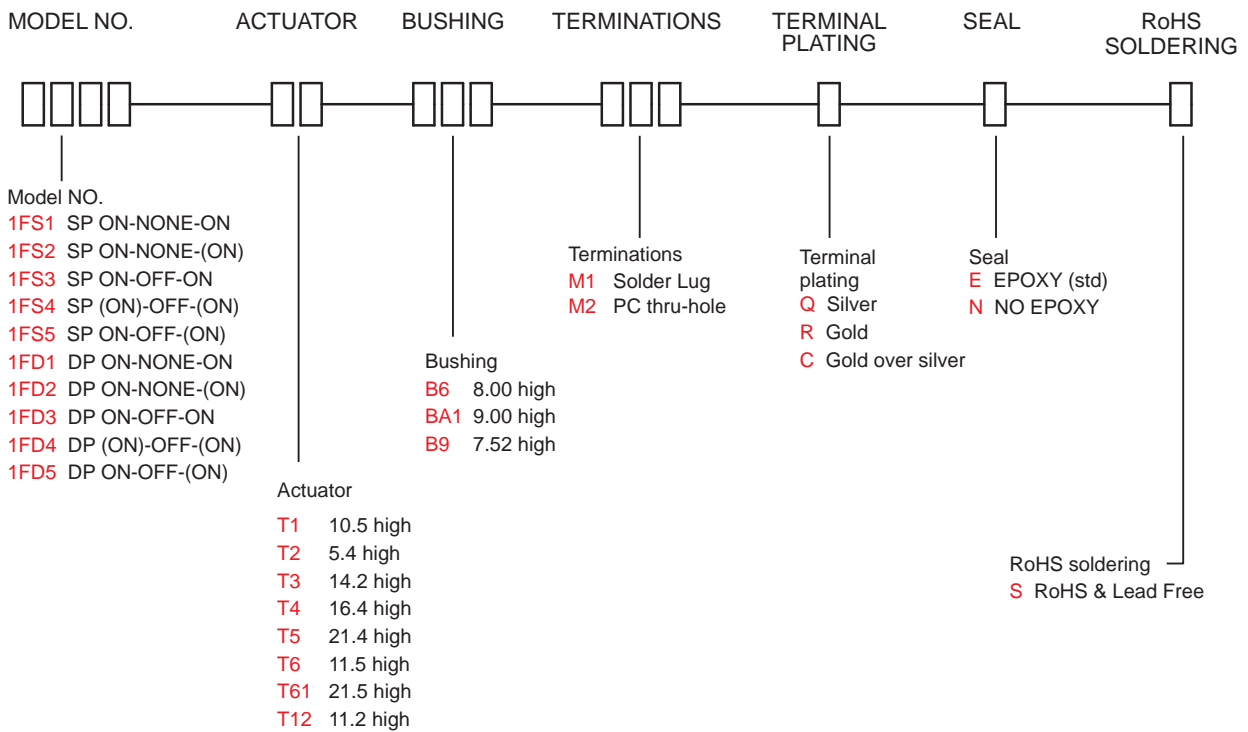 MODEL NO.
ACTUATOR
BUSHING
TERMINATIONS
TERMINAL
PLATING
SEAL
RoHS
SOLDERING
Model NO.
1FS1 SP ON-NONE-ON
1FS2 SP ON-NONE-(ON)
1FS3 SP ON-OFF-ON
1FS4 SP (ON)-OFF-(ON)
1FS5 SP ON-OFF-(ON)
1FD1 DP ON-NONE-ON
1FD2 DP ON-NONE-(ON)
1FD3 DP ON-OFF-ON
1FD4 DP (ON)-OFF-(ON)
1FD5 DP ON-OFF-(ON)
Actuator
T1 10.5 high
T2 5.4 high
T3 14.2 high
T4 16.4 high
T5 21.4 high
T6 11.5 high
T61 21.5 high
T12 11.2 high
Bushing
B6 8.00 high
BA1 9.00 high
B9 7.52 high
Terminations
M1 Solder Lug
M2 PC thru-hole
Terminal
plating
Q Silver
R Gold
C Gold over silver
Seal
E EPOXY (std)
N NO EPOXY
RoHS soldering
S RoHS & Lead Free